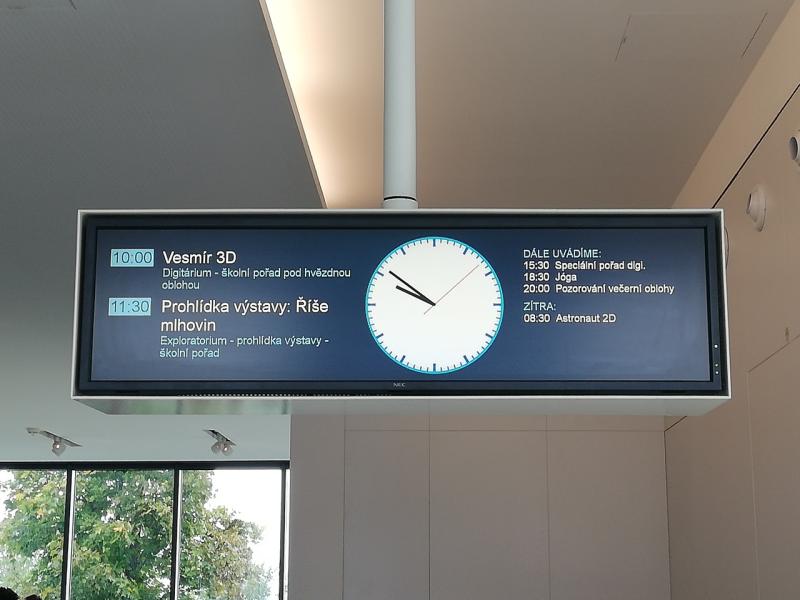 10:00 Vesmír 3D
Digitárium - školní pořad pod hvězdnou
oblohou
11:30 Prohlídka výstavy: Říše
mlhovin
Exploratorium - prohlídka výstavy -
školní pořad
DÁLE UVÁDÍME:
15:30 Speciální pořad digi.
18:30 Jóga
20:00 Pozorování večerní oblohy
ZÍTRA:
08:30 Astronaut 2D
NEC